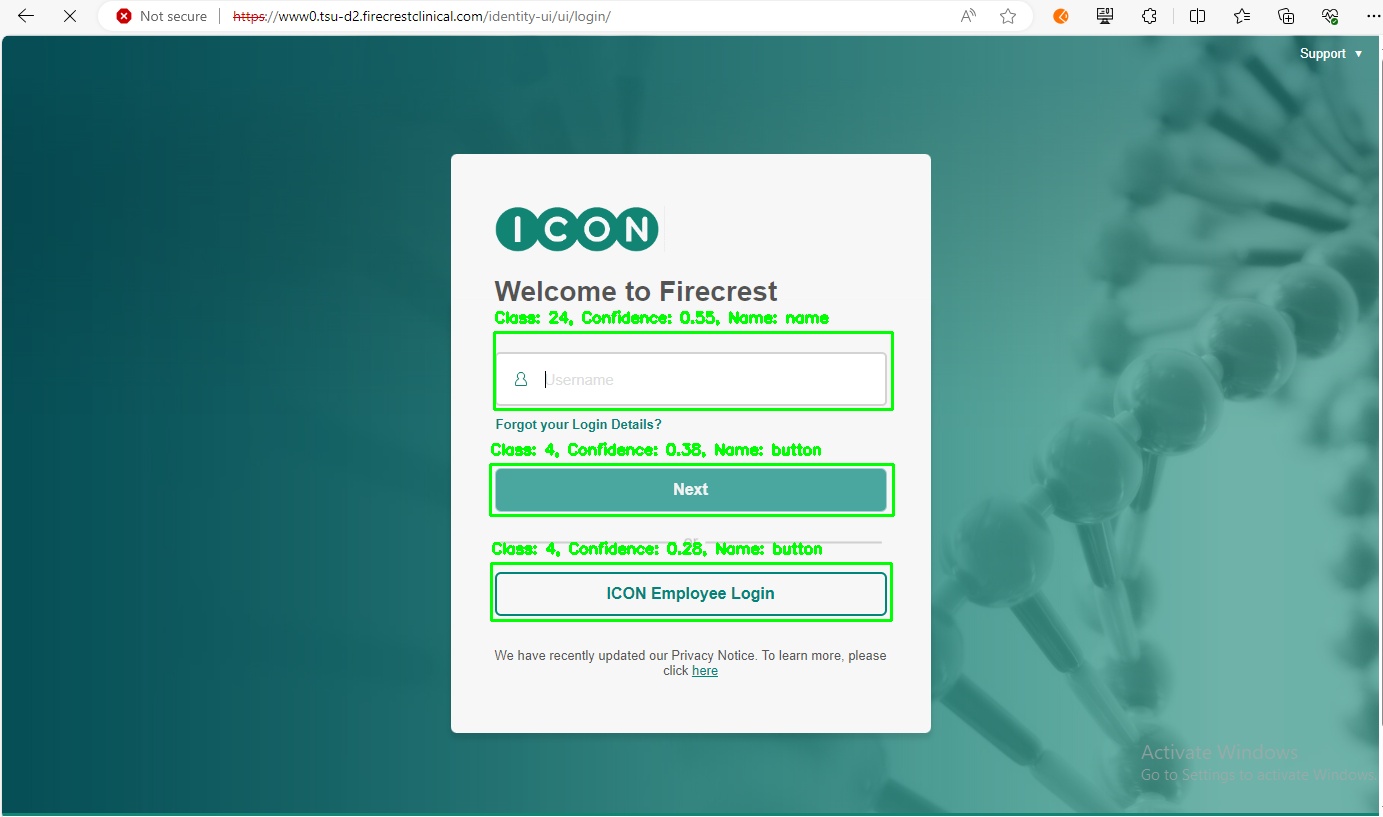 Not secure
https://www0.tsu-d2.firecrestclinical.com/identity-ui/ui/login/
Support
ICON
Welcome to Firecrest
Class: 24, Confidence: 0.55, Name: name
Username
Forgot your Login Details?
Class: 4, Confidence: 0.38, Name: button
Next
or
Class: 4, Confidence: 0.28, Name: button
ICON Employee Login
We have recently updated our Privacy Notice. To learn more, please
click here
Activate Windows
Go to Settings to activate Windows.